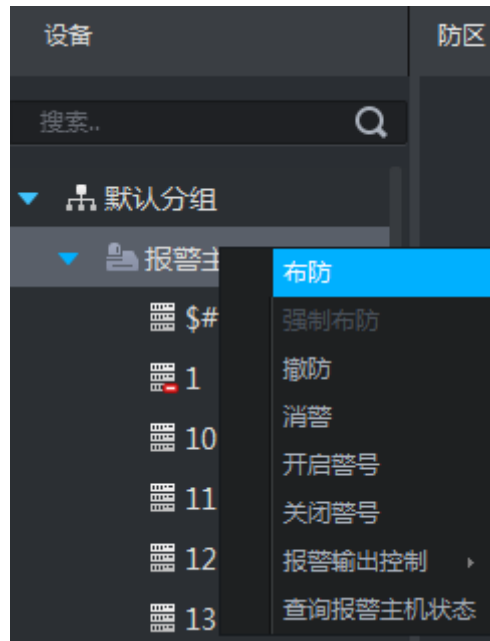 设备
防区
搜索..
默认分组
报警主
布防
强制布防
$#
撤防
1
消警
10
开启警号
11
关闭警号
12
报警输出控制
13
查询报警主机状态